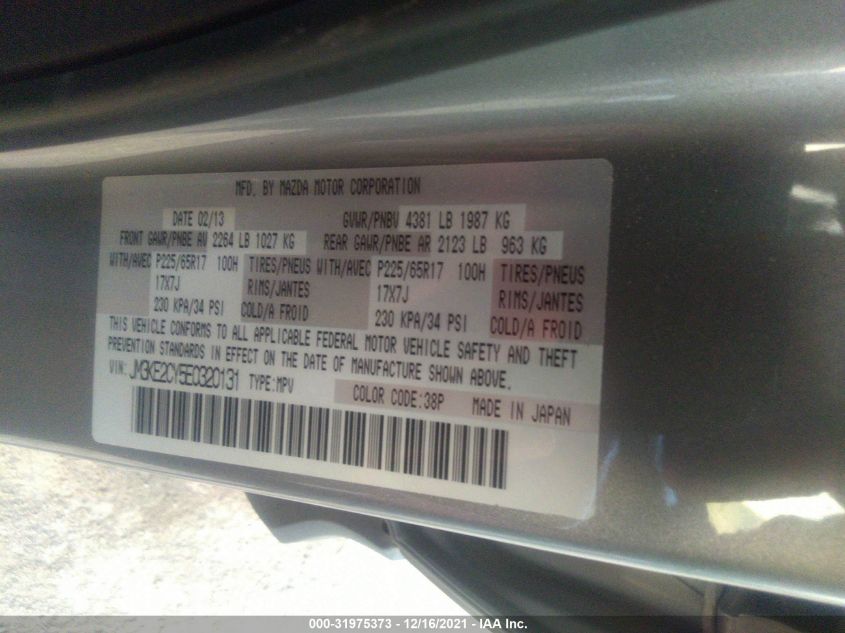 MFD. BY MAZDA MOTOR CORPORATION
DATE 02/13 GVWR/PNBV 4381 LB 1987 KG
FRONT GAWR/PNBE AV 2264 LB 1027 KG REAR GAWR/PNBE AR 2123 LB 963 KG
WITH/AVEC P225/65R17 100H TIRES/PNEUS WITH/AVEC P225/65R17 100H TIRES/PNEUS
17X7J RIMS/JANTES 17X7J RIMS/JANTES
230 KPA/34 PSI COLD/A FROID 230 KPA/34 PSI COLD/A FROID
THIS VEHICLE CONFORMS TO ALL APPLICABLE FEDERAL MOTOR VEHICLE SAFETY AND THEFT
PREVENTION STANDARDS IN EFFECT ON THE DATE OF MANUFACTURE SHOWN ABOVE.
VIN: JM3KE2CY5E0320131 TYPE:MPV COLOR CODE:38P MADE IN JAPAN
000-31975373 - 12/16/2021 - IAA Inc.